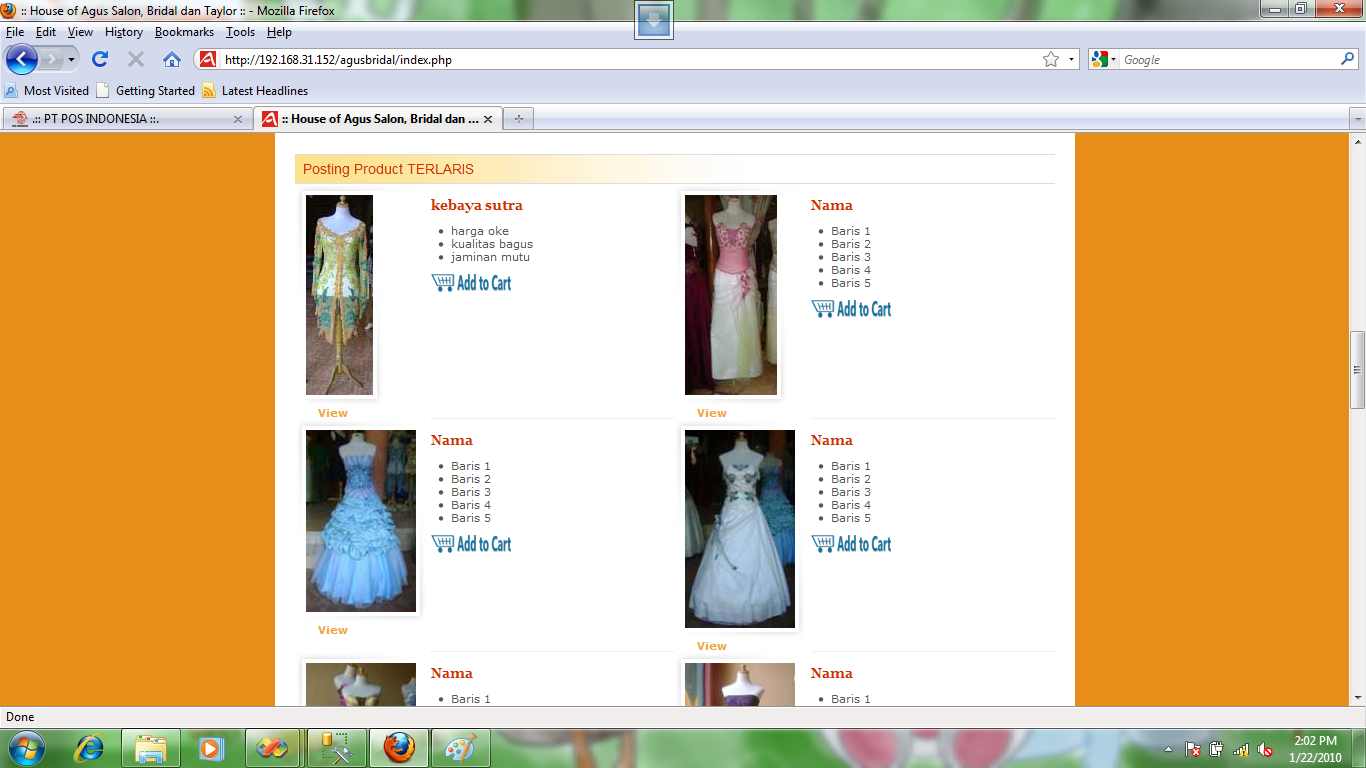 :: House of Agus Salon, Bridal dan Taylor :: - Mozilla Firefox
File Edit View History Bookmarks Tools Help
http://192.168.31.152/agusbridal/index.php
Google
Most Visited Getting Started Latest Headlines
.:: PT POS INDONESIA ::.
:: House of Agus Salon, Bridal dan ...
Posting Product TERLARIS
kebaya sutra
harga oke
kualitas bagus
jaminan mutu
Add to Cart
View
Nama
Baris 1
Baris 2
Baris 3
Baris 4
Baris 5
Add to Cart
View
Nama
Baris 1
Baris 2
Baris 3
Baris 4
Baris 5
Add to Cart
View
Nama
Baris 1
Baris 2
Baris 3
Baris 4
Baris 5
Add to Cart
View
Nama
Baris 1
Nama
Baris 1
Done
2:02 PM
1/22/2010